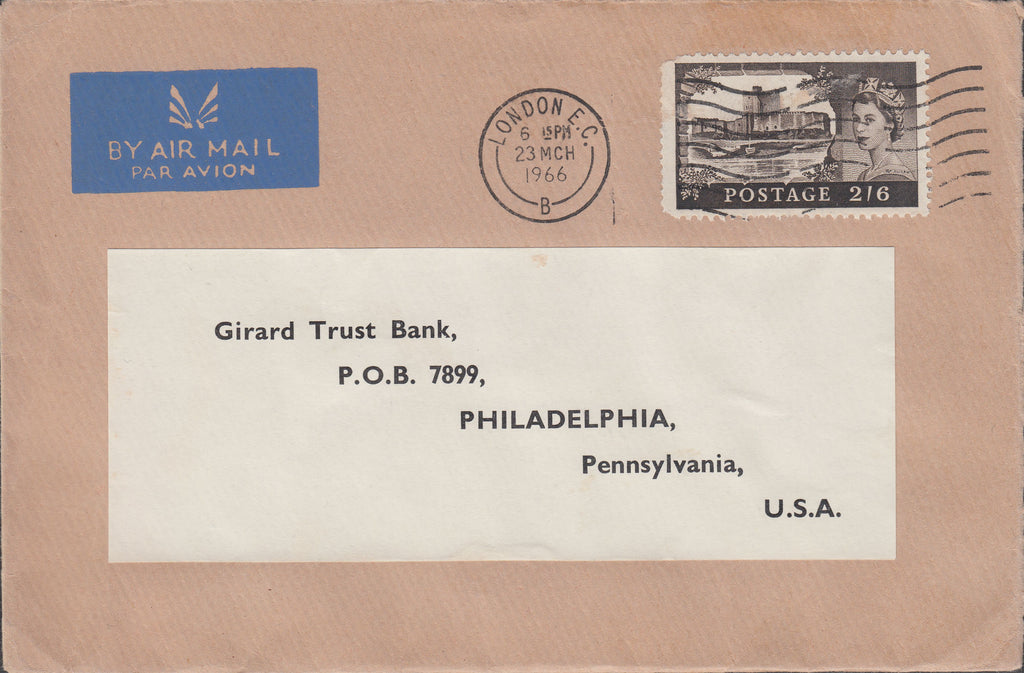 BY AIR MAIL
PAR AVION
LONDON E.C.
6 15PM
23 MCH
1966
B
POSTAGE 2/6
Girard Trust Bank,
P.O.B. 7899,
PHILADELPHIA,
Pennsylvania,
U.S.A.